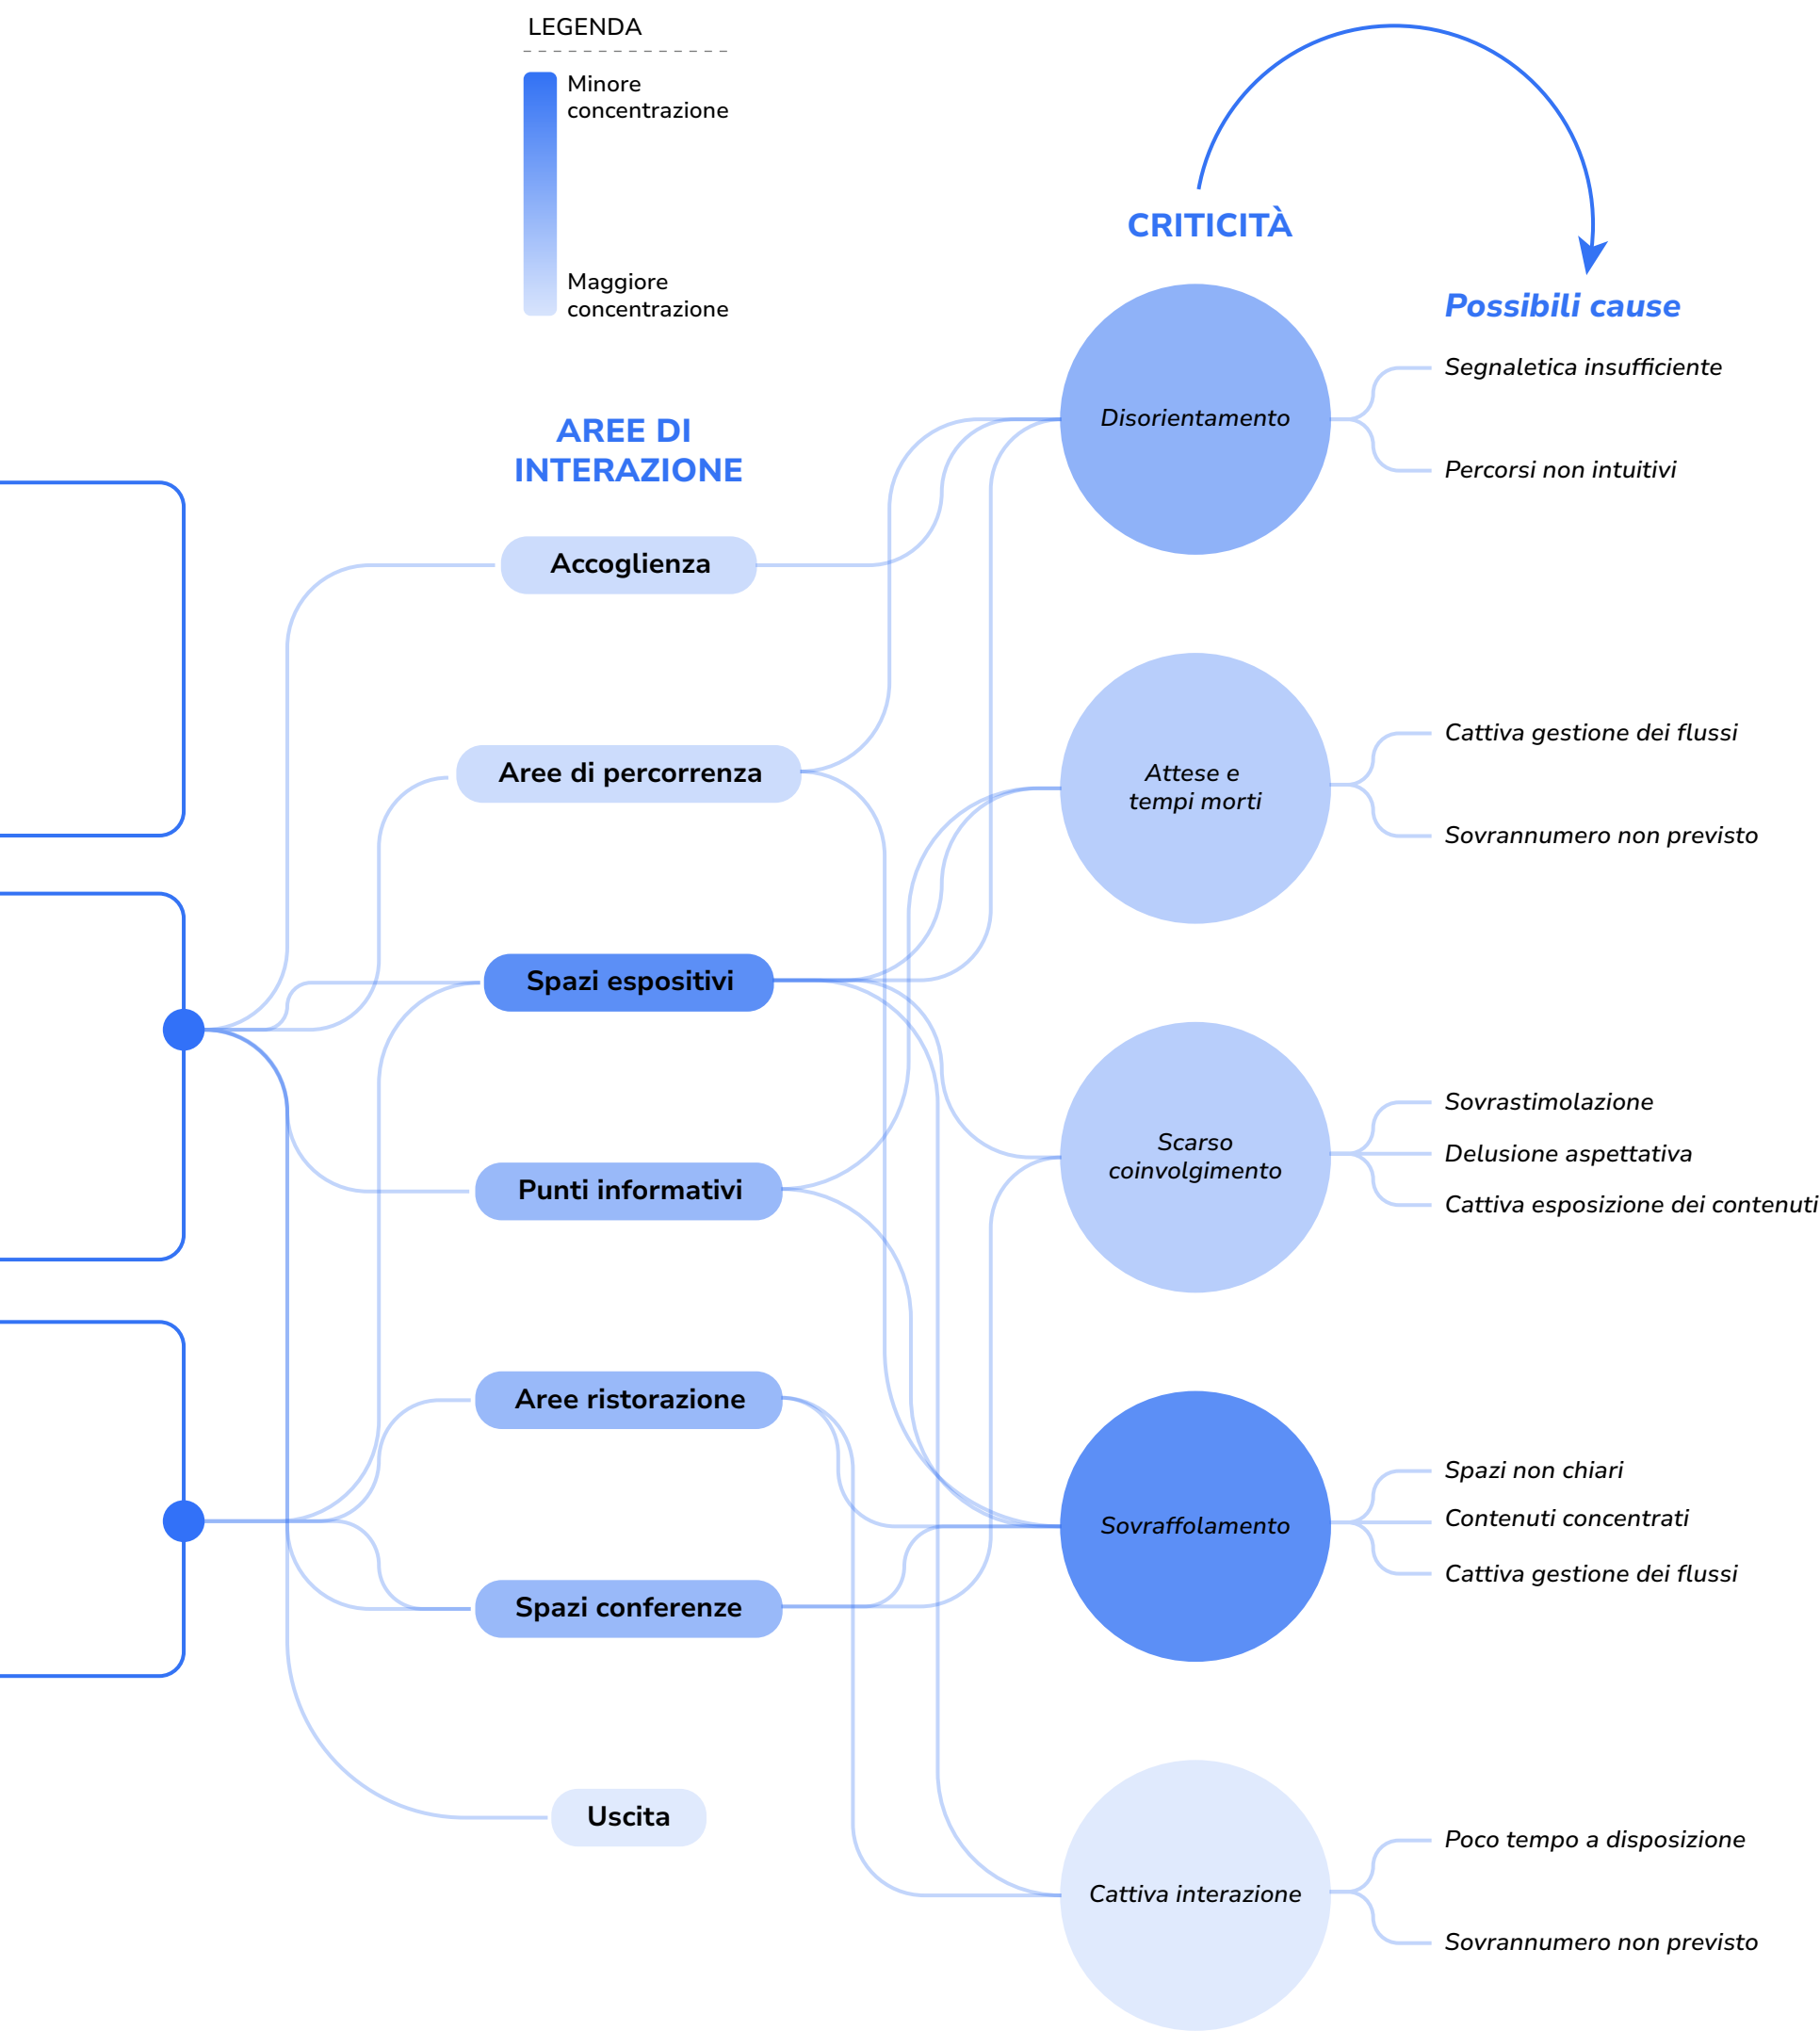 LEGENDA
Minore
concentrazione
Maggiore
concentrazione
AREE DI
INTERAZIONE
Accoglienza
Aree di percorrenza
Spazi espositivi
Punti informativi
Aree ristorazione
Spazi conferenze
Uscita
CRITICITÀ
Disorientamento
Attese e
tempi morti
Scarso
coinvolgimento
Sovraffolamento
Cattiva interazione
Possibili cause
Segnaletica insufficiente
Percorsi non intuitivi
Cattiva gestione dei flussi
Sovrannumero non previsto
Sovrastimolazione
Delusione aspettativa
Cattiva esposizione dei contenuti
Spazi non chiari
Contenuti concentrati
Cattiva gestione dei flussi
Poco tempo a disposizione
Sovrannumero non previsto